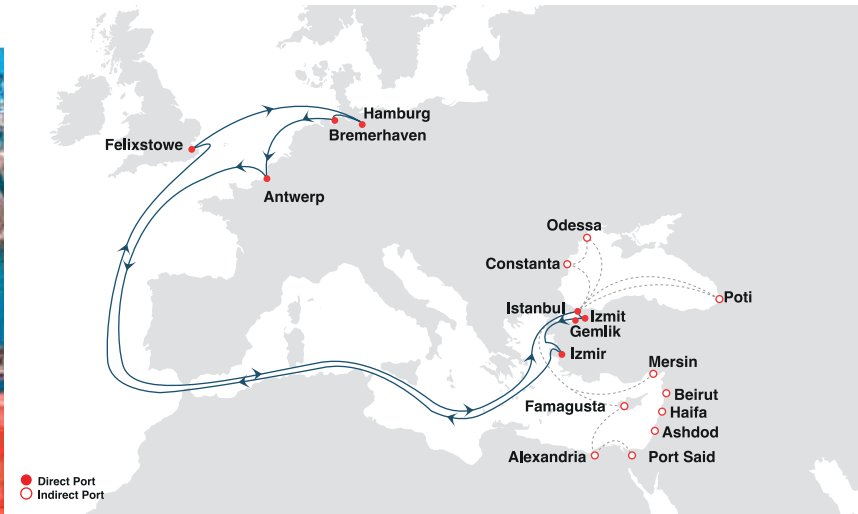 Hamburg
Bremerhaven
Felixstowe
Antwerp
Odessa
Constanta
Poti
Istanbul
Izmit
Gemlik
Izmir
Mersin
Beirut
Famagusta
Haifa
Ashdod
Alexandria
Port Said
Direct Port
Indirect Port